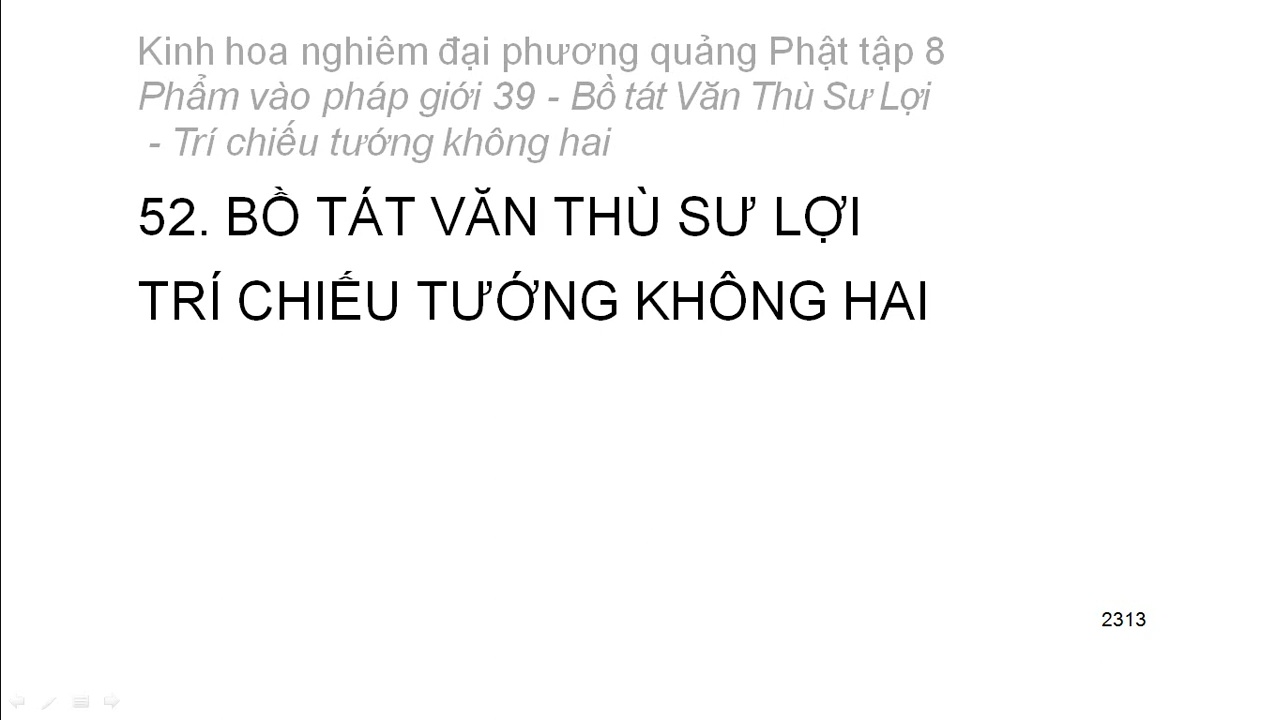 Kinh hoa nghiêm đại phương quảng Phật tập 8
Phẩm vào pháp giới 39 - Bồ tát Văn Thù Sư Lợi
- Trí chiếu tướng không hai
52. BỒ TÁT VĂN THÙ SƯ LỢI
TRÍ CHIẾU TƯỚNG KHÔNG HAI
2313